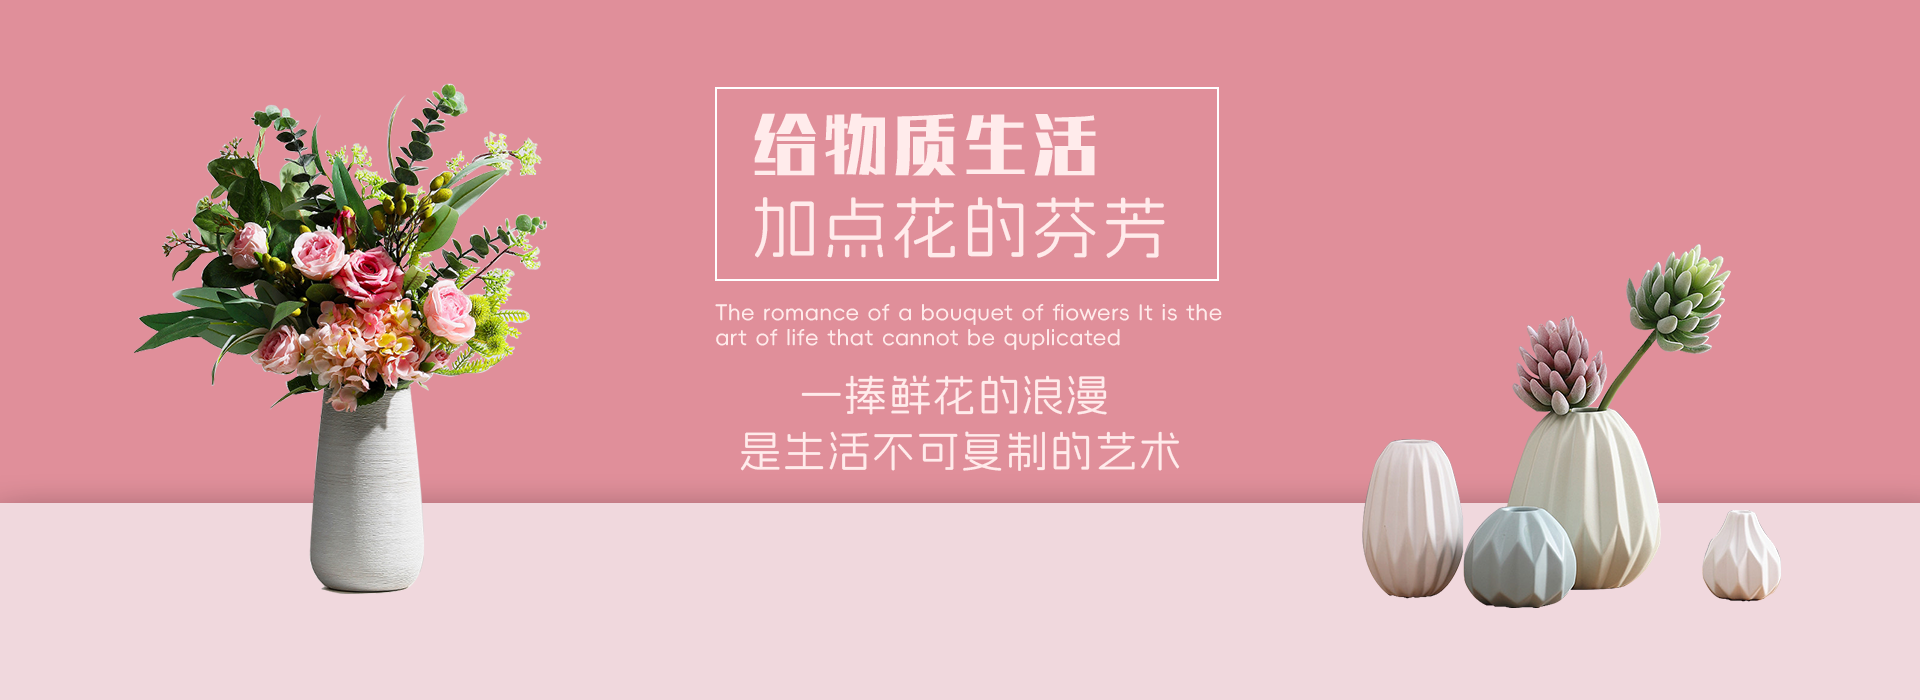 给物质生活
加点花的芬芳
The romance of a bouquet of fiowers It is the
art of life that cannot be quplicated
一捧鲜花的浪漫
是生活不可复制的艺术